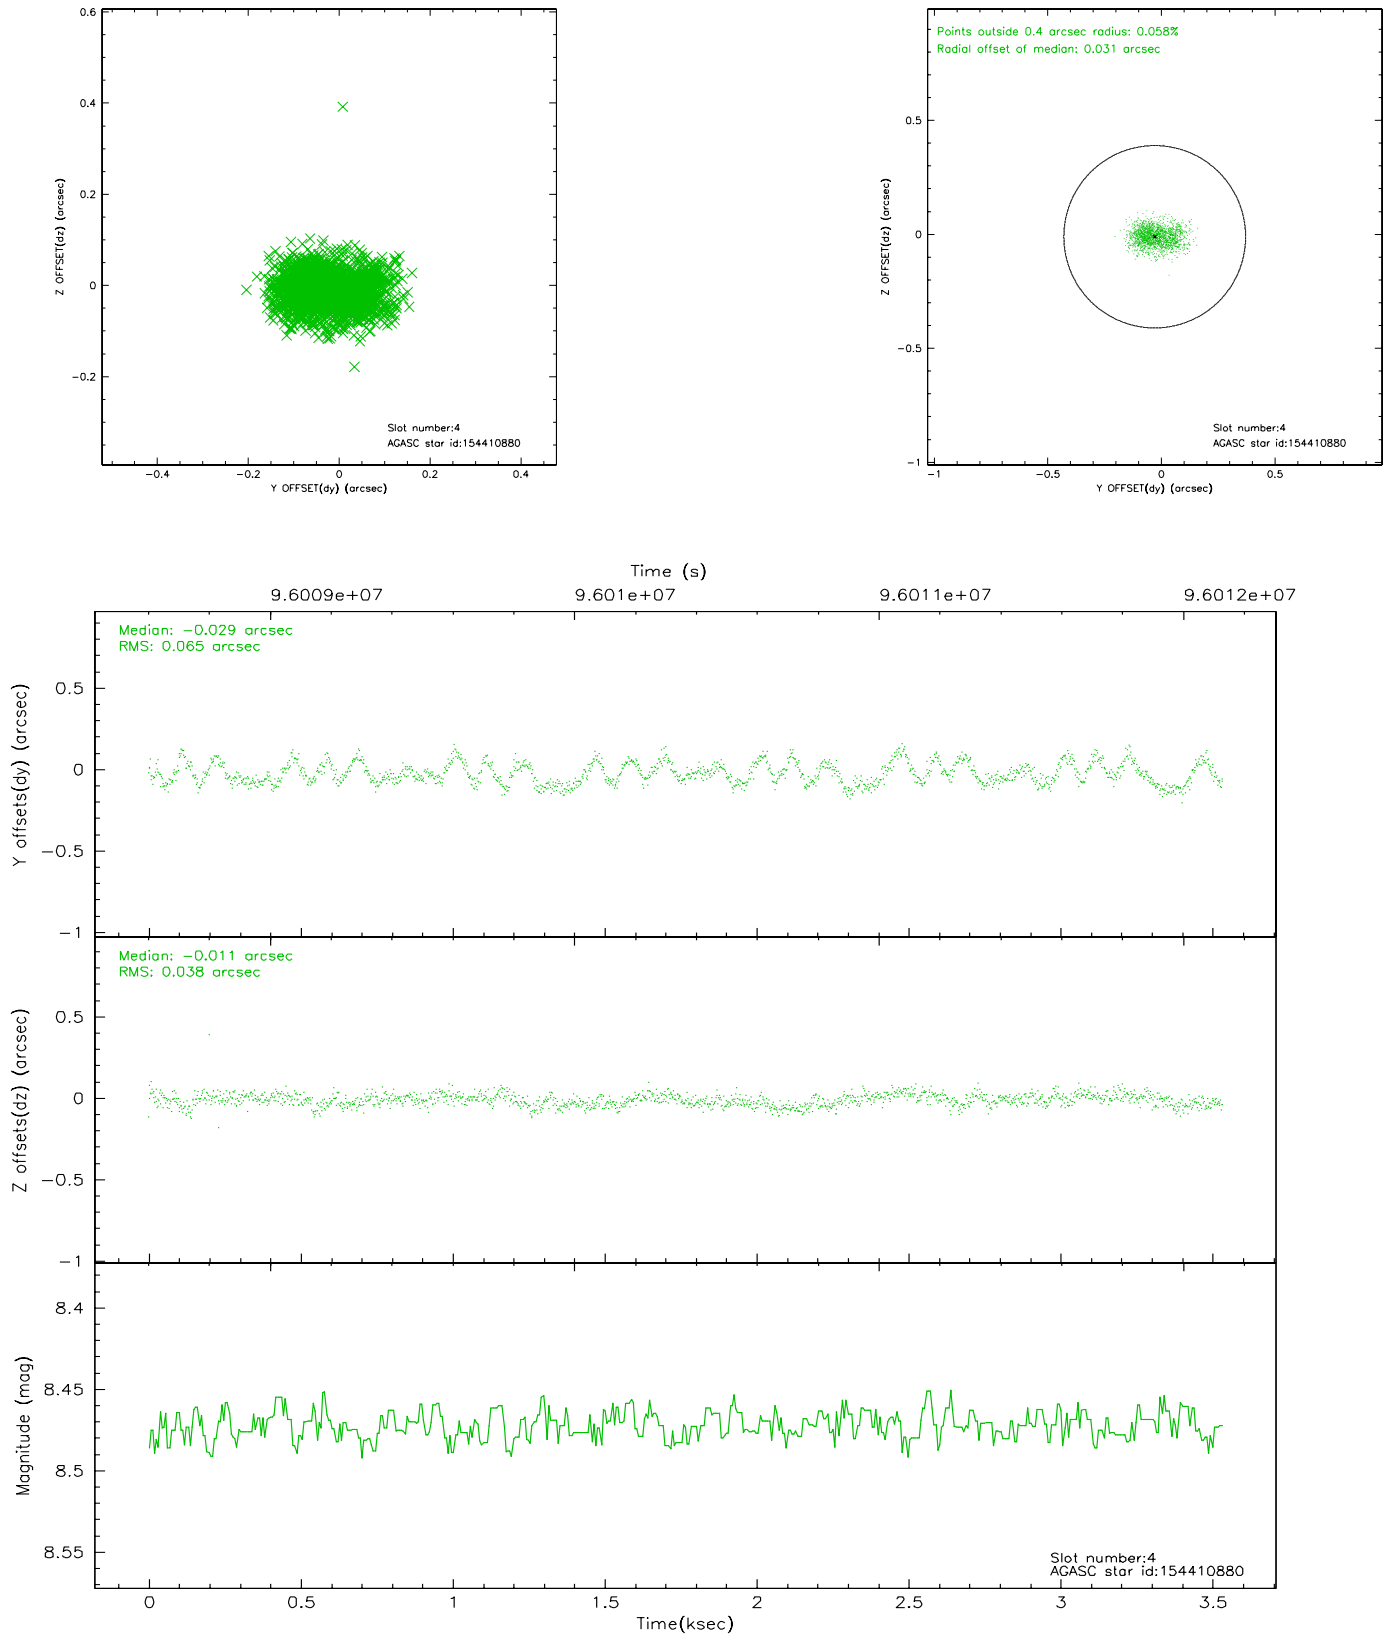 0.6
0.4
0.2
0
−0.2
Z OFFSET(dz) (arcsec)
Slot number:4
AGASC star id:154410880
−0.4 −0.2 0 0.2 0.4
Y OFFSET(dy) (arcsec)
Points outside 0.4 arcsec radius: 0.058%
Radial offset of median: 0.031 arcsec
0.5
0
−0.5
−1
Z OFFSET(dz) (arcsec)
Slot number:4
AGASC star id:154410880
−1 −0.5 0 0.5
Y OFFSET(dy) (arcsec)
Time (s)
9.6009e+07 9.601e+07 9.6011e+07 9.6012e+07
Median: −0.029 arcsec
RMS: 0.065 arcsec
0.5
0
−0.5
−1
Y offsets(dy) (arcsec)
Median: −0.011 arcsec
RMS: 0.038 arcsec
0.5
0
−0.5
−1
Z offsets(dz) (arcsec)
8.4
8.45
8.5
8.55
Magnitude (mag)
Slot number:4
AGASC star id:154410880
0 0.5 1 1.5 2 2.5 3 3.5
Time(ksec)